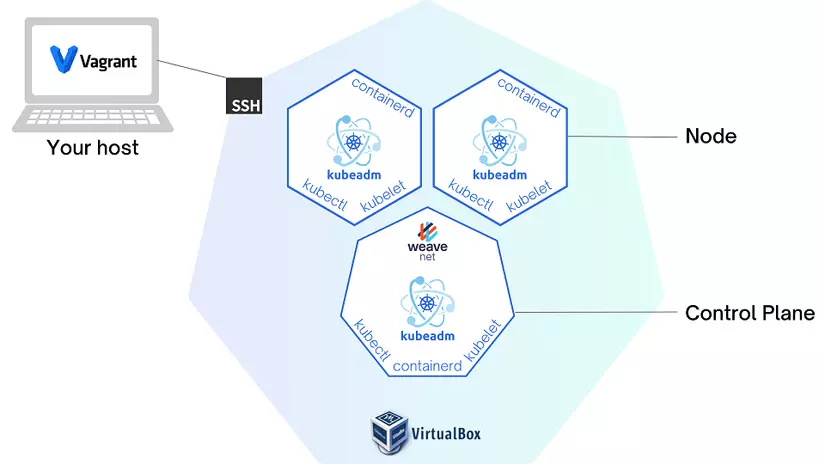 Vagrant
SSH
Your host
containerd
kubeadm
kubectl
kubelet
containerd
kubeadm
kubectl
kubelet
Node
weave
net
kubeadm
kubectl
containerd
kubelet
Control Plane
VirtualBox